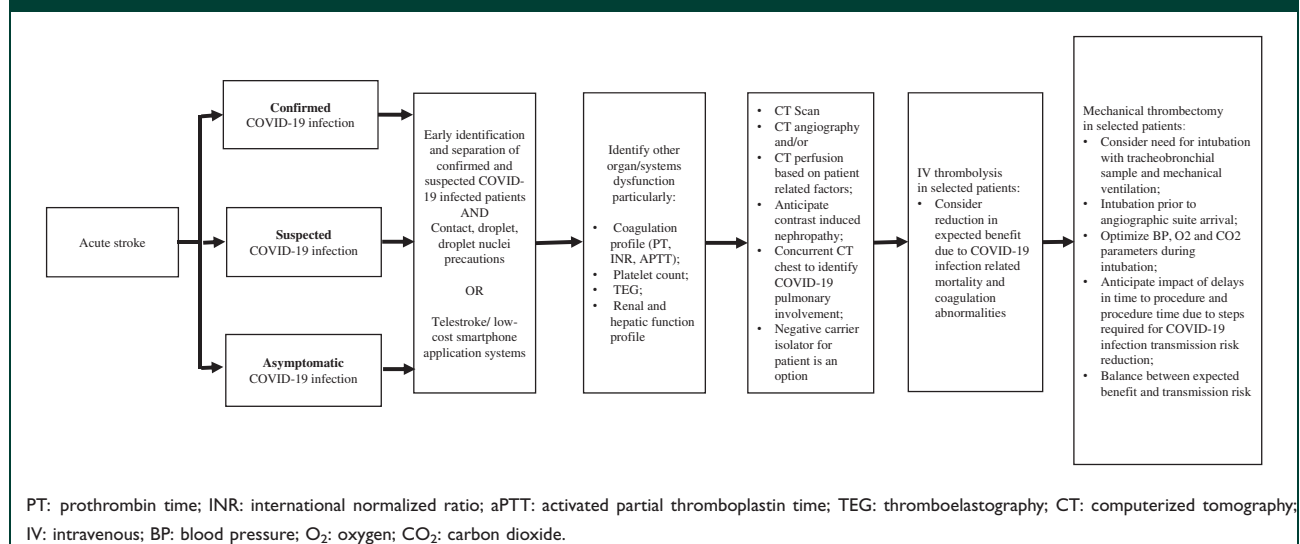 Acute stroke
Confirmed
COVID-19 infection
Suspected
COVID-19 infection
Asymptomatic
COVID-19 infection
Early identification
and separation of
confirmed and
suspected COVID-
19 infected patients
AND
Contact, droplet,
droplet nuclei
precautions
OR
Telestroke/ low-
cost smartphone
application systems
Identify other
organ/systems
dysfunction
particularly:
• Coagulation
profile (PT,
INR, APTT);
• Platelet count;
• TEG;
• Renal and
hepatic function
profile
• CT Scan
• CT angiography
and/or
• CT perfusion
based on patient
related factors;
• Anticipate
contrast induced
nephropathy;
• Concurrent CT
chest to identify
COVID-19
pulmonary
involvement;
• Negative carrier
isolator for
patient is an
option
IV thrombolysis
in selected patients:
• Consider
reduction in
expected benefit
due to COVID-19
infection related
mortality and
coagulation
abnormalities
Mechanical thrombectomy
in selected patients:
• Consider need for intubation
with tracheobronchial
sample and mechanical
ventilation;
• Intubation prior to
angiographic suite arrival;
• Optimize BP, O2 and CO2
parameters during
intubation;
• Anticipate impact of delays
in time to procedure and
procedure time due to steps
required for COVID-19
infection transmission risk
reduction;
• Balance between expected
benefit and transmission risk
PT: prothrombin time; INR: international normalized ratio; aPTT: activated partial thromboplastin time; TEG: thromboelastography; CT: computerized tomography;
IV: intravenous; BP: blood pressure; O₂: oxygen; CO₂: carbon dioxide.